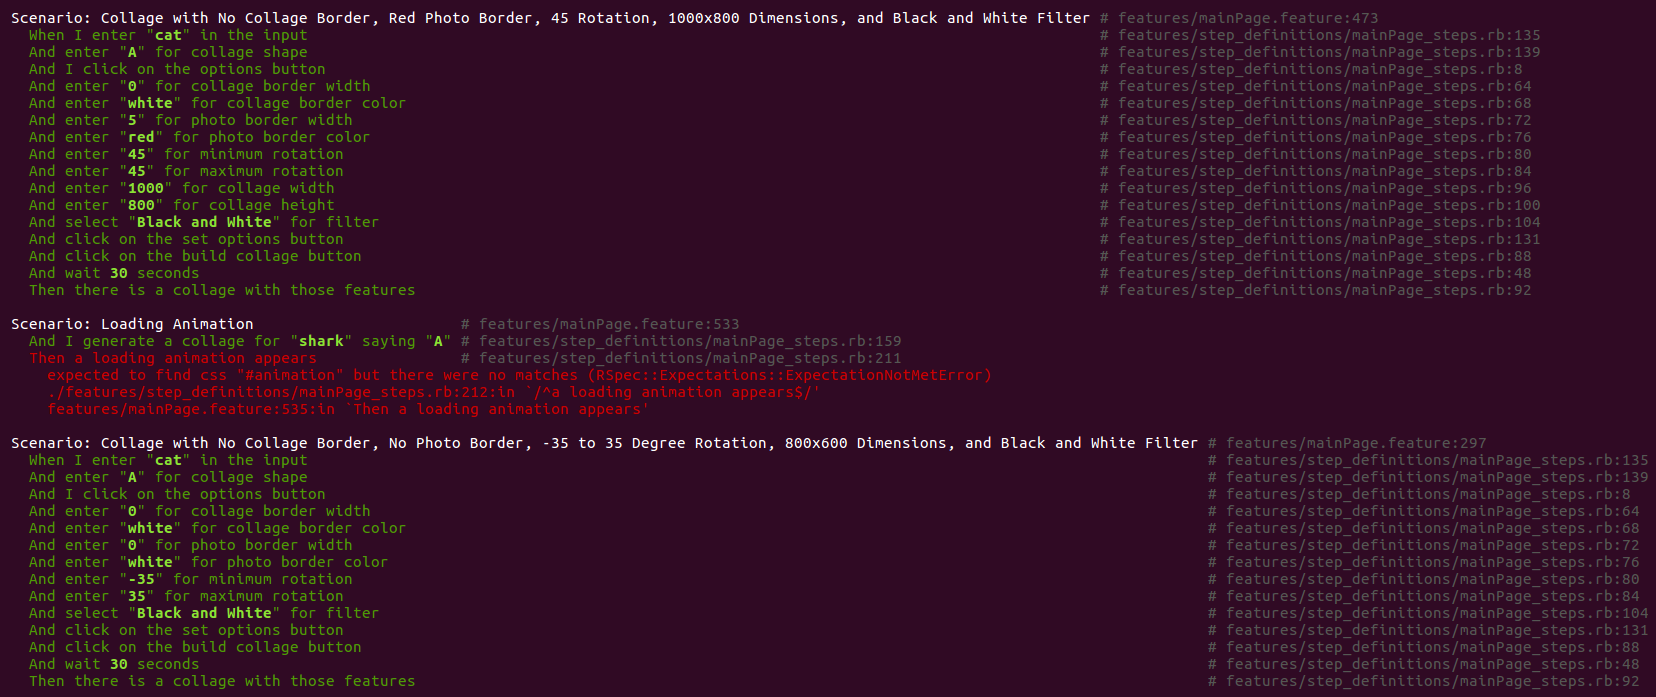 Scenario: Collage with No Collage Border, Red Photo Border, 45 Rotation, 1000x800 Dimensions, and Black and White Filter # features/mainPage.feature:473
When I enter "cat" in the input # features/step_definitions/mainPage_steps.rb:135
And enter "A" for collage shape # features/step_definitions/mainPage_steps.rb:139
And I click on the options button # features/step_definitions/mainPage_steps.rb:8
And enter "0" for collage border width # features/step_definitions/mainPage_steps.rb:64
And enter "white" for collage border color # features/step_definitions/mainPage_steps.rb:68
And enter "5" for photo border width # features/step_definitions/mainPage_steps.rb:72
And enter "red" for photo border color # features/step_definitions/mainPage_steps.rb:76
And enter "45" for minimum rotation # features/step_definitions/mainPage_steps.rb:80
And enter "45" for maximum rotation # features/step_definitions/mainPage_steps.rb:84
And enter "1000" for collage width # features/step_definitions/mainPage_steps.rb:96
And enter "800" for collage height # features/step_definitions/mainPage_steps.rb:100
And select "Black and White" for filter # features/step_definitions/mainPage_steps.rb:104
And click on the set options button # features/step_definitions/mainPage_steps.rb:131
And click on the build collage button # features/step_definitions/mainPage_steps.rb:88
And wait 30 seconds # features/step_definitions/mainPage_steps.rb:48
Then there is a collage with those features # features/step_definitions/mainPage_steps.rb:92
Scenario: Loading Animation # features/mainPage.feature:533
And I generate a collage for "shark" saying "A" # features/step_definitions/mainPage_steps.rb:159
Then a loading animation appears # features/step_definitions/mainPage_steps.rb:211
expected to find css "#animation" but there were no matches (RSpec::Expectations::ExpectationNotMetError)
./features/step_definitions/mainPage_steps.rb:212:in `/^a loading animation appears$/'
features/mainPage.feature:535:in `Then a loading animation appears'
Scenario: Collage with No Collage Border, No Photo Border, -35 to 35 Degree Rotation, 800x600 Dimensions, and Black and White Filter # features/mainPage.feature:297
When I enter "cat" in the input # features/step_definitions/mainPage_steps.rb:135
And enter "A" for collage shape # features/step_definitions/mainPage_steps.rb:139
And I click on the options button # features/step_definitions/mainPage_steps.rb:8
And enter "0" for collage border width # features/step_definitions/mainPage_steps.rb:64
And enter "white" for collage border color # features/step_definitions/mainPage_steps.rb:68
And enter "0" for photo border width # features/step_definitions/mainPage_steps.rb:72
And enter "white" for photo border color # features/step_definitions/mainPage_steps.rb:76
And enter "-35" for minimum rotation # features/step_definitions/mainPage_steps.rb:80
And enter "35" for maximum rotation # features/step_definitions/mainPage_steps.rb:84
And select "Black and White" for filter # features/step_definitions/mainPage_steps.rb:104
And click on the set options button # features/step_definitions/mainPage_steps.rb:131
And click on the build collage button # features/step_definitions/mainPage_steps.rb:88
And wait 30 seconds # features/step_definitions/mainPage_steps.rb:48
Then there is a collage with those features # features/step_definitions/mainPage_steps.rb:92